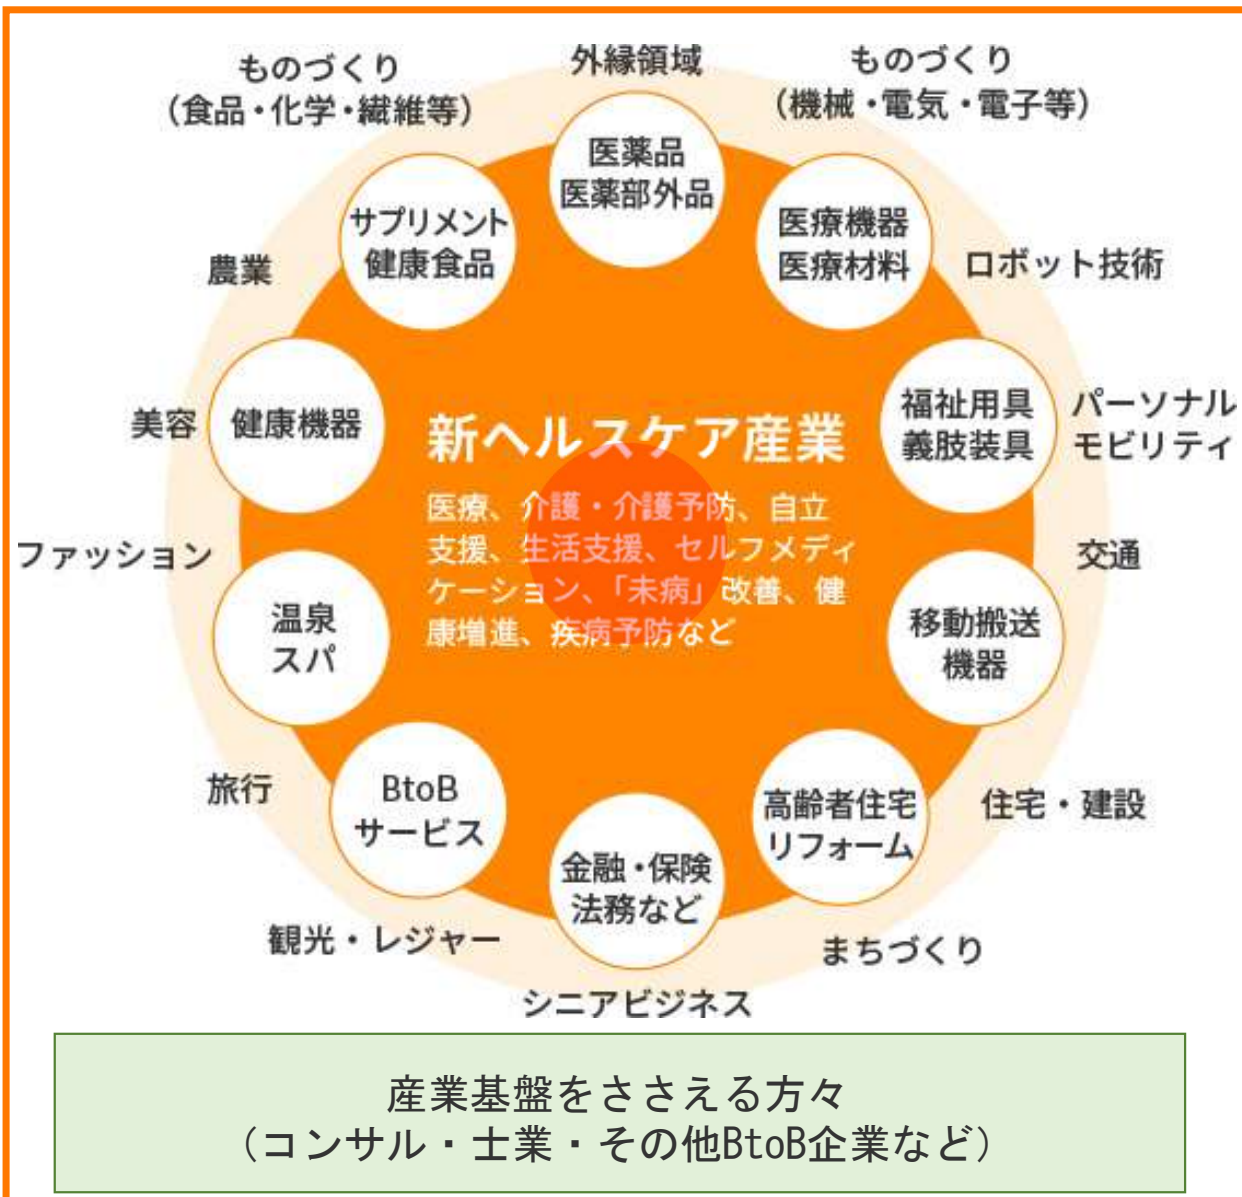 外縁領域
ものづくり
(食品・化学・繊維等)
ものづくり
(機械・電気・電子等)
医薬品
医薬部外品
サプリメント
健康食品
医療機器
医療材料
農業
ロボット技術
美容
健康機器
福祉用具
義肢装具
パーソナル
モビリティ
新ヘルスケア産業
医療、介護・介護予防、自立
支援、生活支援、セルフメディ
ケーション、「未病」改善、健
康増進、疾病予防など
ファッション
交通
温泉
スパ
移動搬送
機器
旅行
BtoB
サービス
高齢者住宅
リフォーム
住宅・建設
金融・保険
法務など
観光・レジャー
まちづくり
シニアビジネス
産業基盤をささえる方々
(コンサル・士業・その他BtoB企業など)